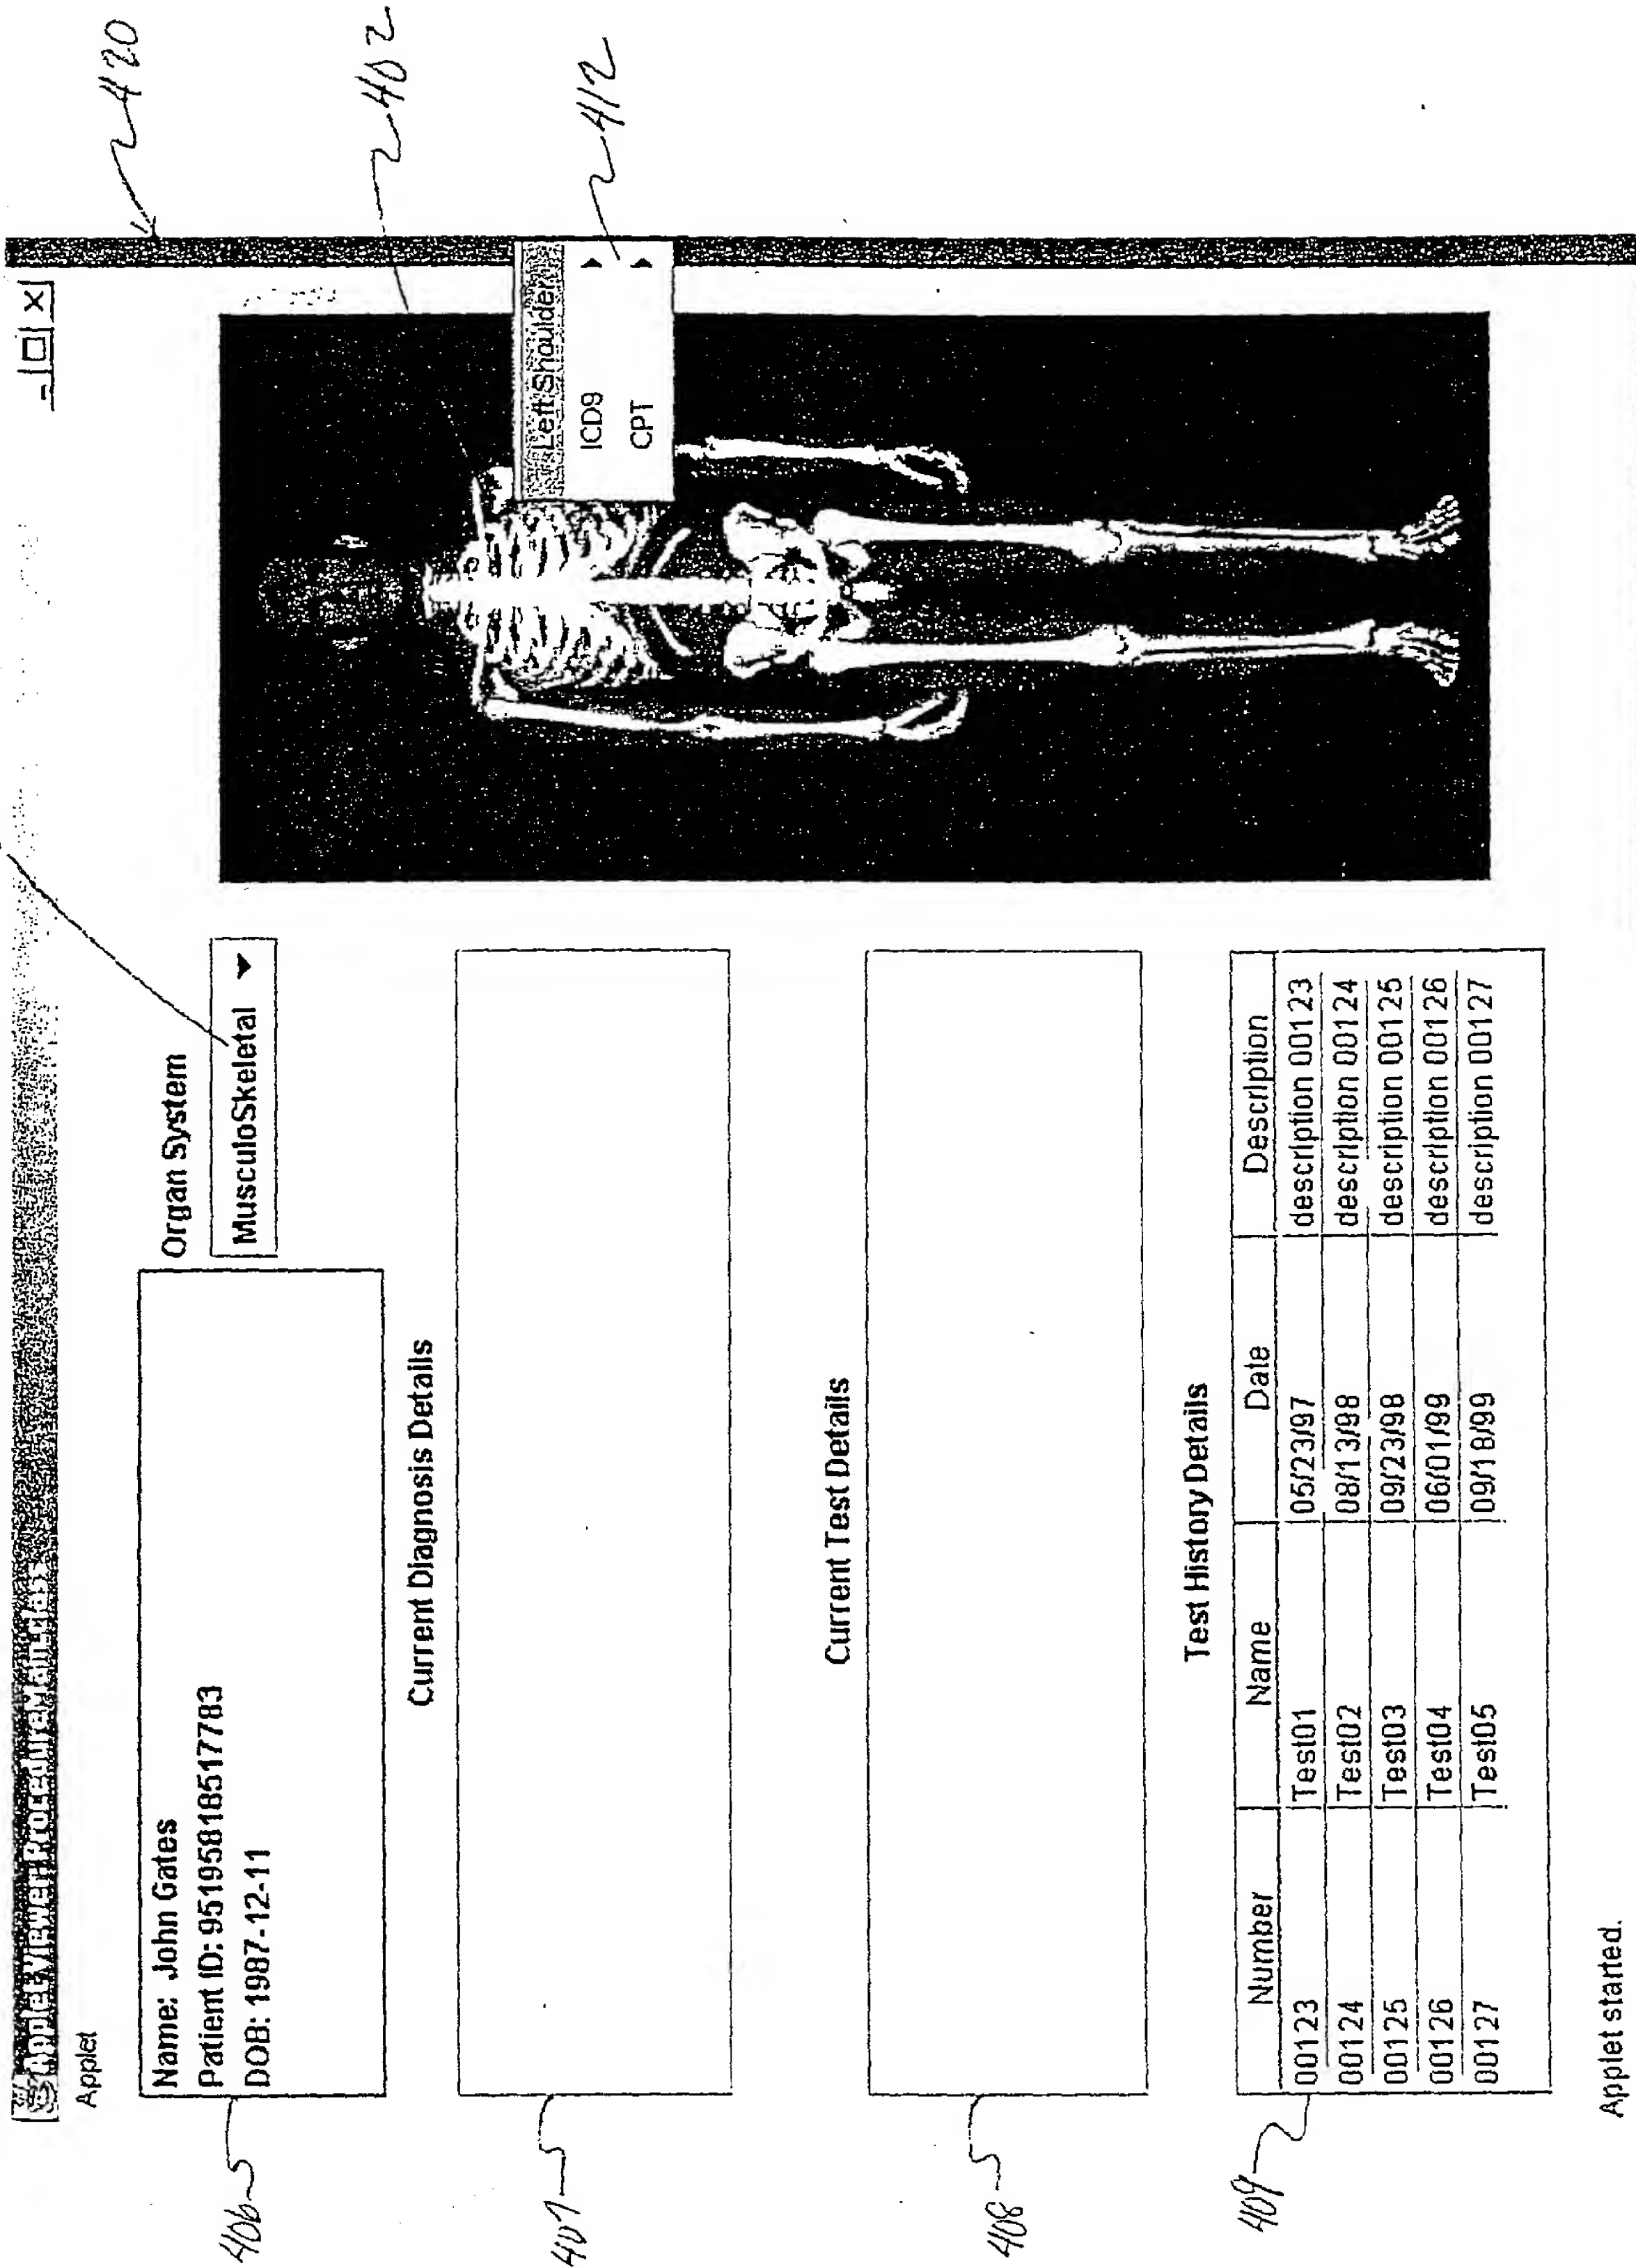 Applet Viewer: ProcedureMan.class
Applet
Name: John Gates
Patient ID: 95195818517783
DOB: 1987-12-11
Organ System
MusculoSkeletal
Current Diagnosis Details
Current Test Details
Test History Details
Number Name Date Description
00123 Test01 05/23/97 description 00123
00124 Test02 08/13/98 description 00124
00125 Test03 09/23/98 description 00125
00126 Test04 06/01/99 description 00126
00127 Test05 09/18/99 description 00127
Applet started.
Left Shoulder
ICD9
CPT
406
407
408
409
420
402
412